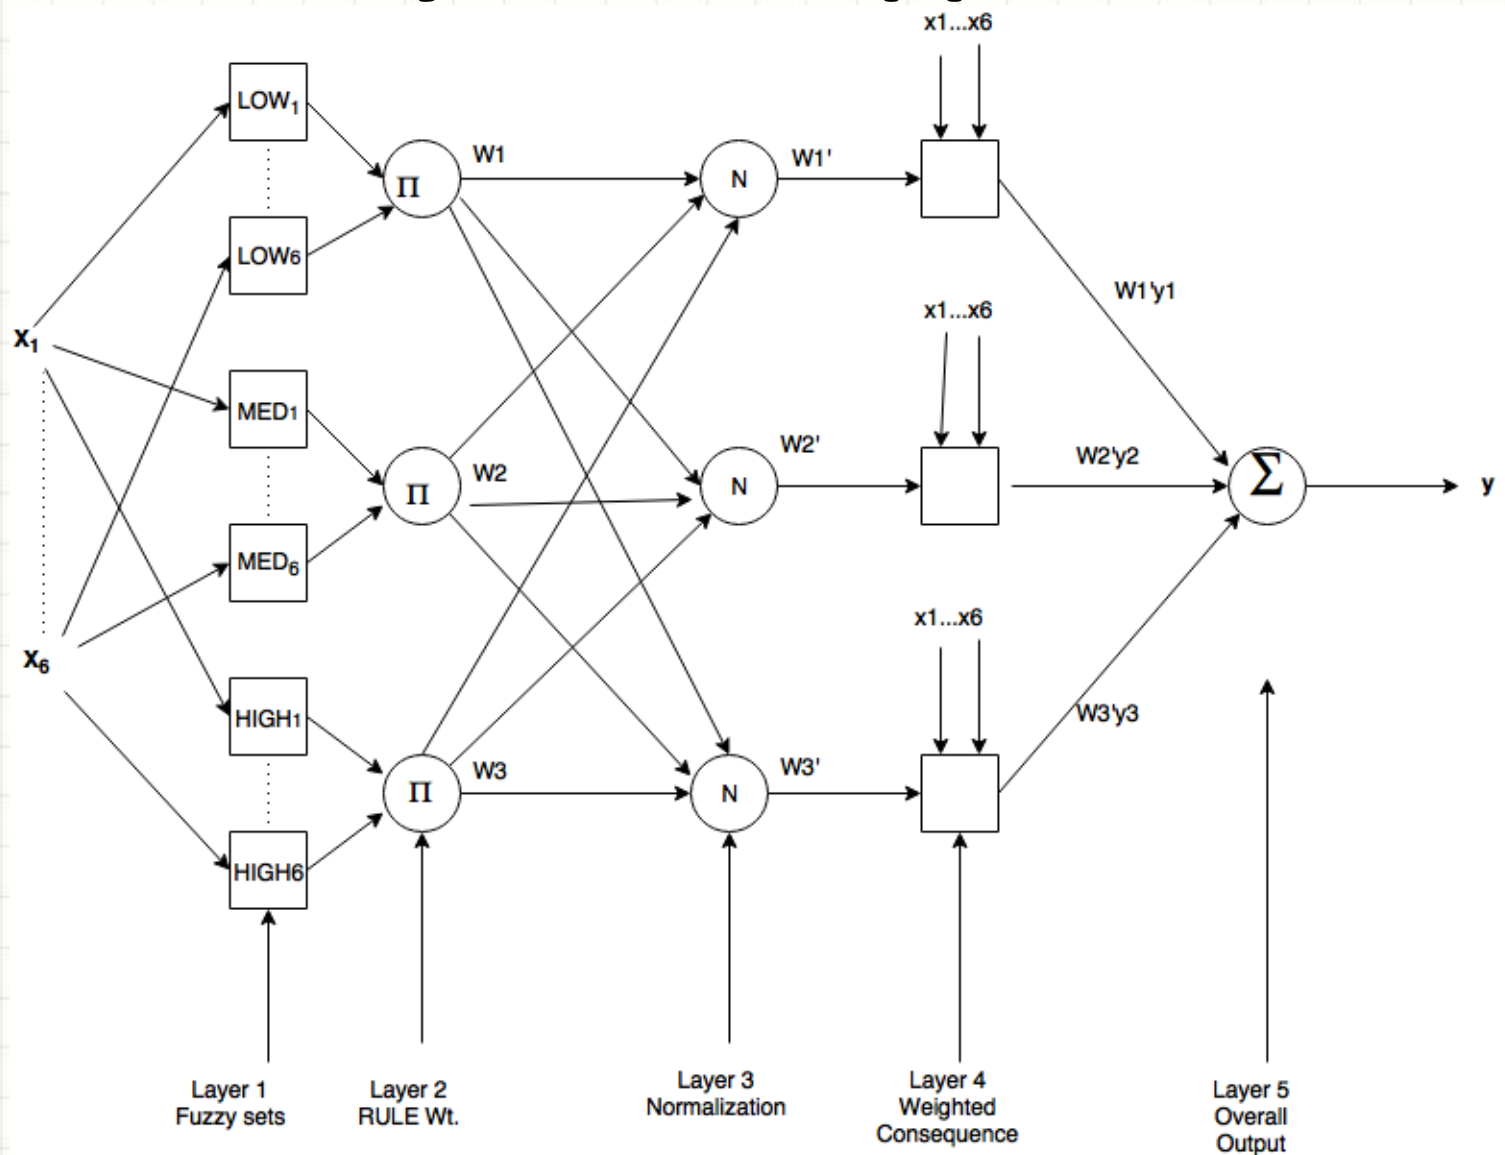 x1...x6
LOW1
W1
W1'
Π
N
LOW6
W1'y1
x1...x6
X1
MED1
W2'
W2'y2
W2
Π
N
Σ
y
MED6
x1...x6
X6
HIGH1
W3'y3
W3
W3'
Π
N
HIGH6
Layer 1
Fuzzy sets
Layer 2
RULE Wt.
Layer 3
Normalization
Layer 4
Weighted
Consequence
Layer 5
Overall
Output